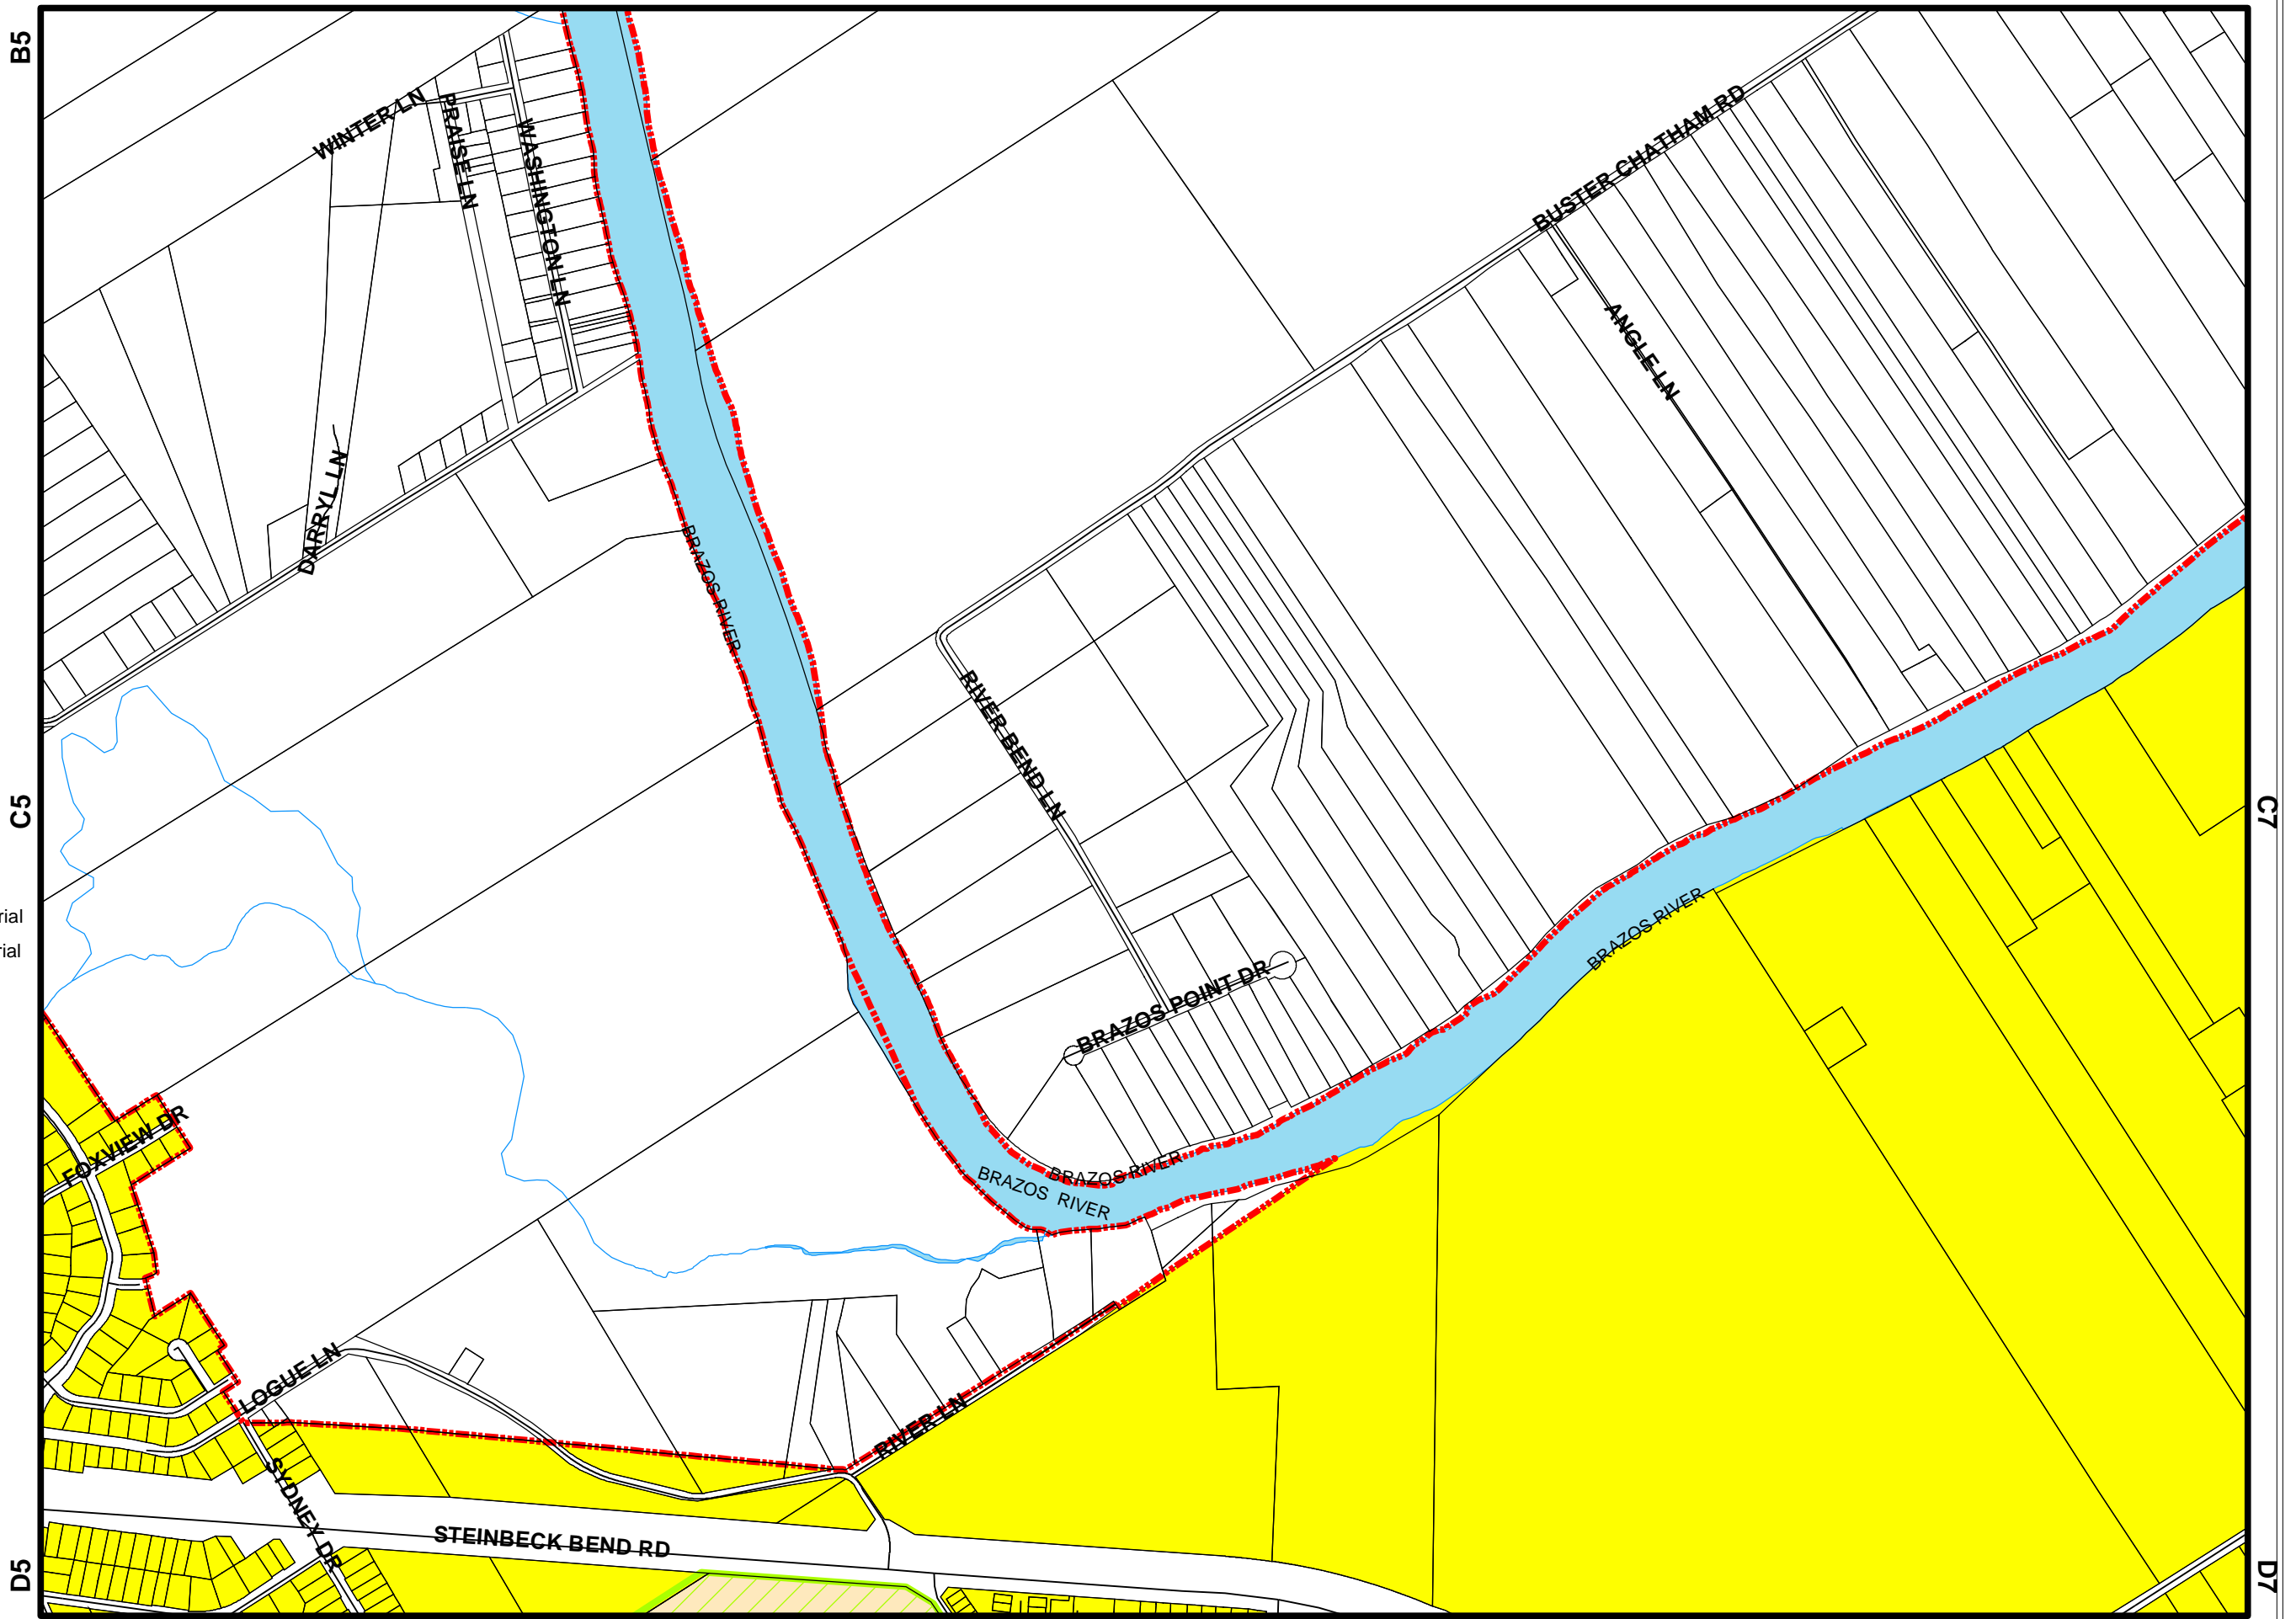 B5
WINTER LN
PRAISE LN
WASHINGTON LN
BUSTER CHATHAM RD
ANGLE LN
DARRYL LN
BRAZOS RIVER
RIVER BEND LN
C5
C7
rial
rial
BRAZOS RIVER
BRAZOS POINT DR
FOXVIEW DR
BRAZOS RIVER
BRAZOS RIVER
LOGUE LN
RIVER LN
SYDNEY DR
STEINBECK BEND RD
D5
D7